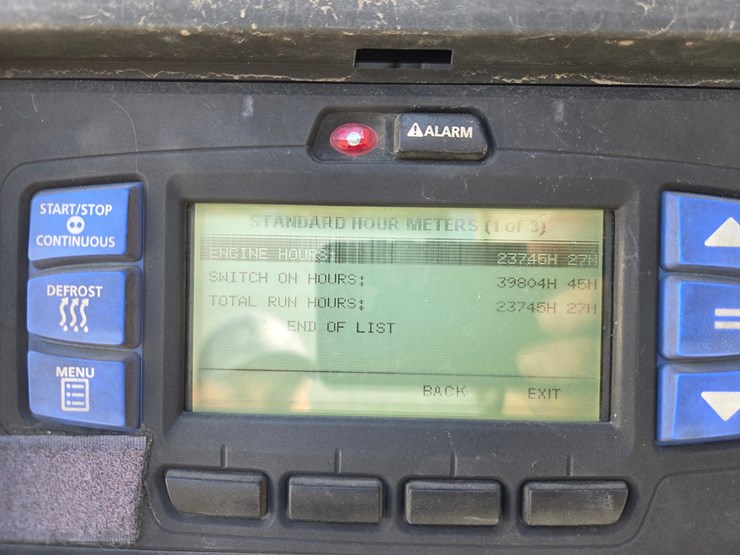 ALARM
START/STOP
CONTINUOUS
DEFROST
MENU
STANDARD HOUR METERS (1 of 3)
ENGINE HOURS: 23745H 27M
SWITCH ON HOURS: 39804H 45M
TOTAL RUN HOURS: 23745H 27M
END OF LIST
BACK EXIT